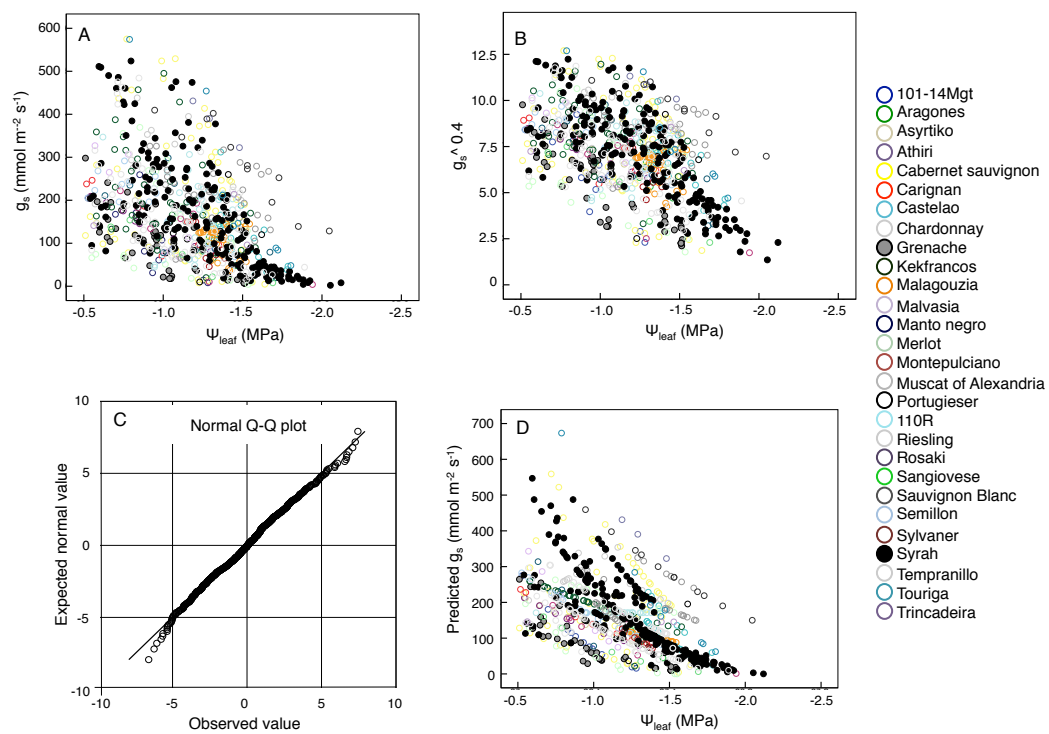 A
600
500
400
300
200
100
0
gₛ (mmol m⁻² s⁻¹)
-0.5
-1.0
-1.5
-2.0
-2.5
Ψleaf (MPa)
B
12.5
10.0
7.5
5.0
2.5
0
gₛ^ 0.4
-0.5
-1.0
-1.5
-2.0
-2.5
Ψleaf (MPa)
C
Normal Q-Q plot
10
5
0
-5
-10
Expected normal value
-10
-5
0
5
10
Observed value
D
700
600
500
400
300
200
100
0
Predicted gₛ (mmol m⁻² s⁻¹)
-0.5
-1.0
-1.5
-2.0
-2.5
Ψleaf (MPa)
101-14Mgt
Aragones
Asyrtiko
Athiri
Cabernet sauvignon
Carignan
Castelao
Chardonnay
Grenache
Kekfrancos
Malagouzia
Malvasia
Manto negro
Merlot
Montepulciano
Muscat of Alexandria
Portugieser
110R
Riesling
Rosaki
Sangiovese
Sauvignon Blanc
Semillon
Sylvaner
Syrah
Tempranillo
Touriga
Trincadeira